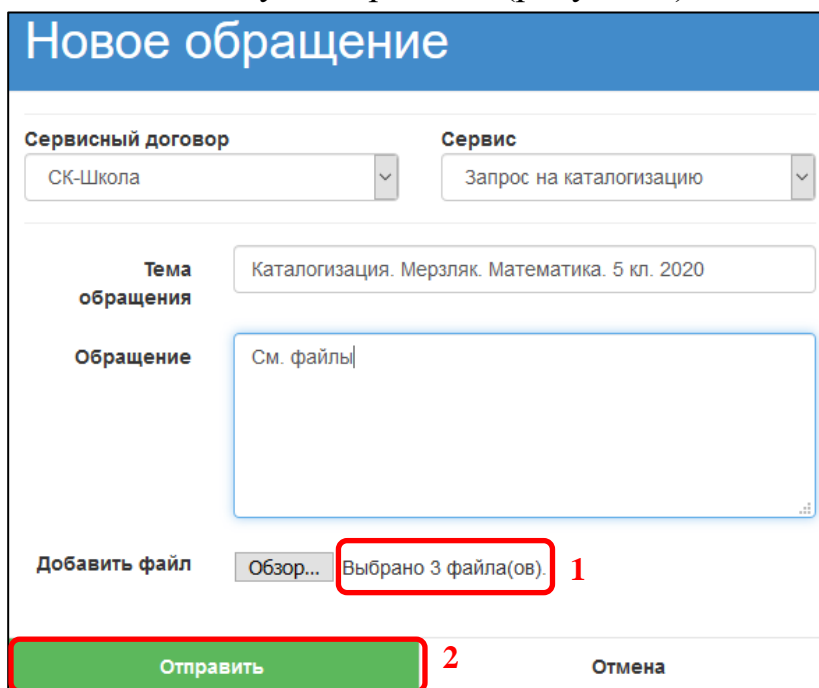 Новое обращение
Сервисный договор Сервис
СК-Школа Запрос на каталогизацию
Тема обращения Каталогизация. Мерзляк. Математика. 5 кл. 2020
Обращение См. файлы
Добавить файл Обзор... Выбрано 3 файла(ов). 1
Отправить 2 Отмена